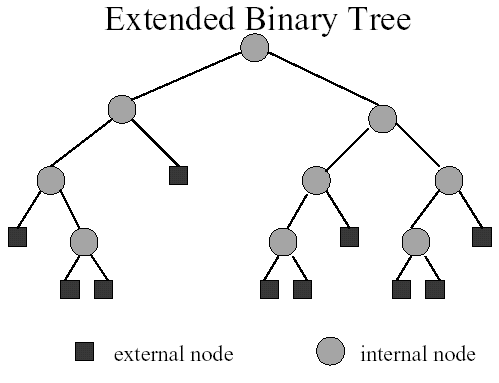 Extended Binary Tree
external node
internal node